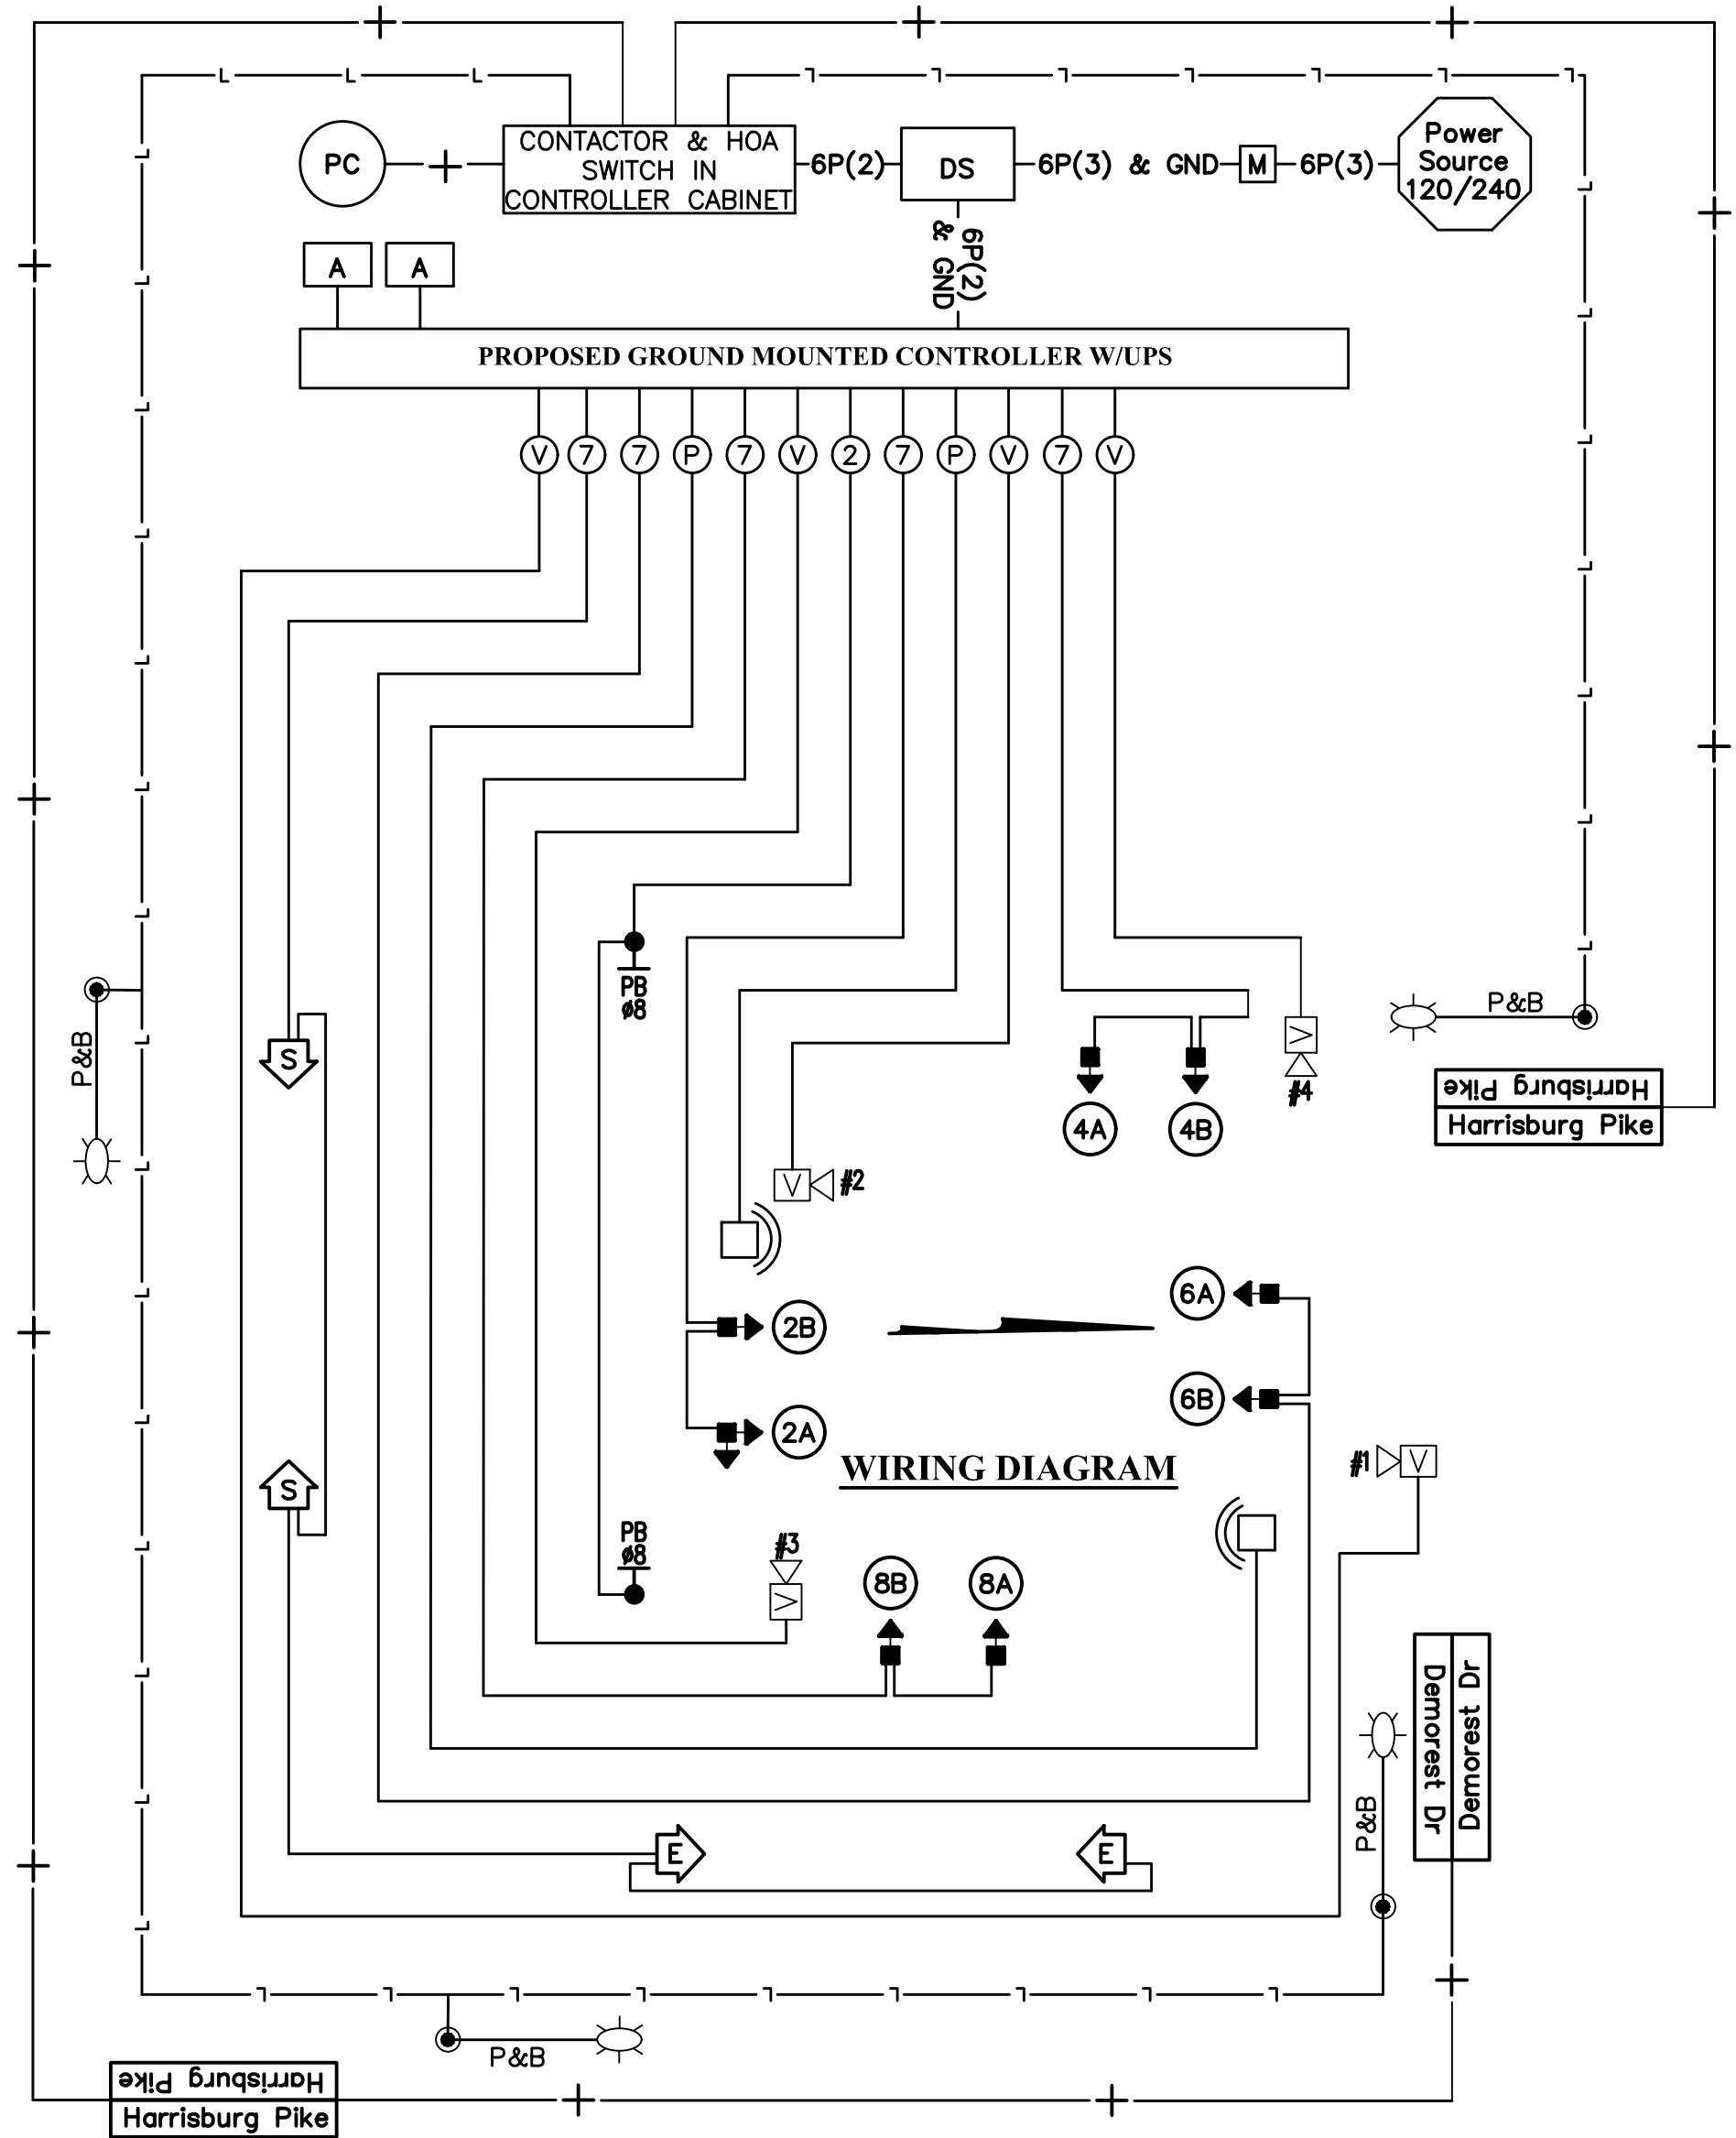 PC
CONTACTOR & HOA
SWITCH IN
CONTROLLER CABINET
6P(2)
DS
6P(3) & GND
M
6P(3)
Power
Source
120/240
6P(2)
& GND
A A
PROPOSED GROUND MOUNTED CONTROLLER W/UPS
V 7 7 P 7 V 2 7 P V 7 V
PB
ø8
P&B
S
P&B
V
#4
4A 4B
Harrisburg Pike
Harrisburg Pike
V #2
6A
2B
6B
2A
WIRING DIAGRAM
#1 V
S
PB
ø8
#3
V
8B 8A
Demorest Dr
Demorest Dr
P&B
E E
P&B
Harrisburg Pike
Harrisburg Pike
L L L L L L L L L L
L L L L L L L L L L L L L L L
L L L L L L L L
L L L L L L L L L